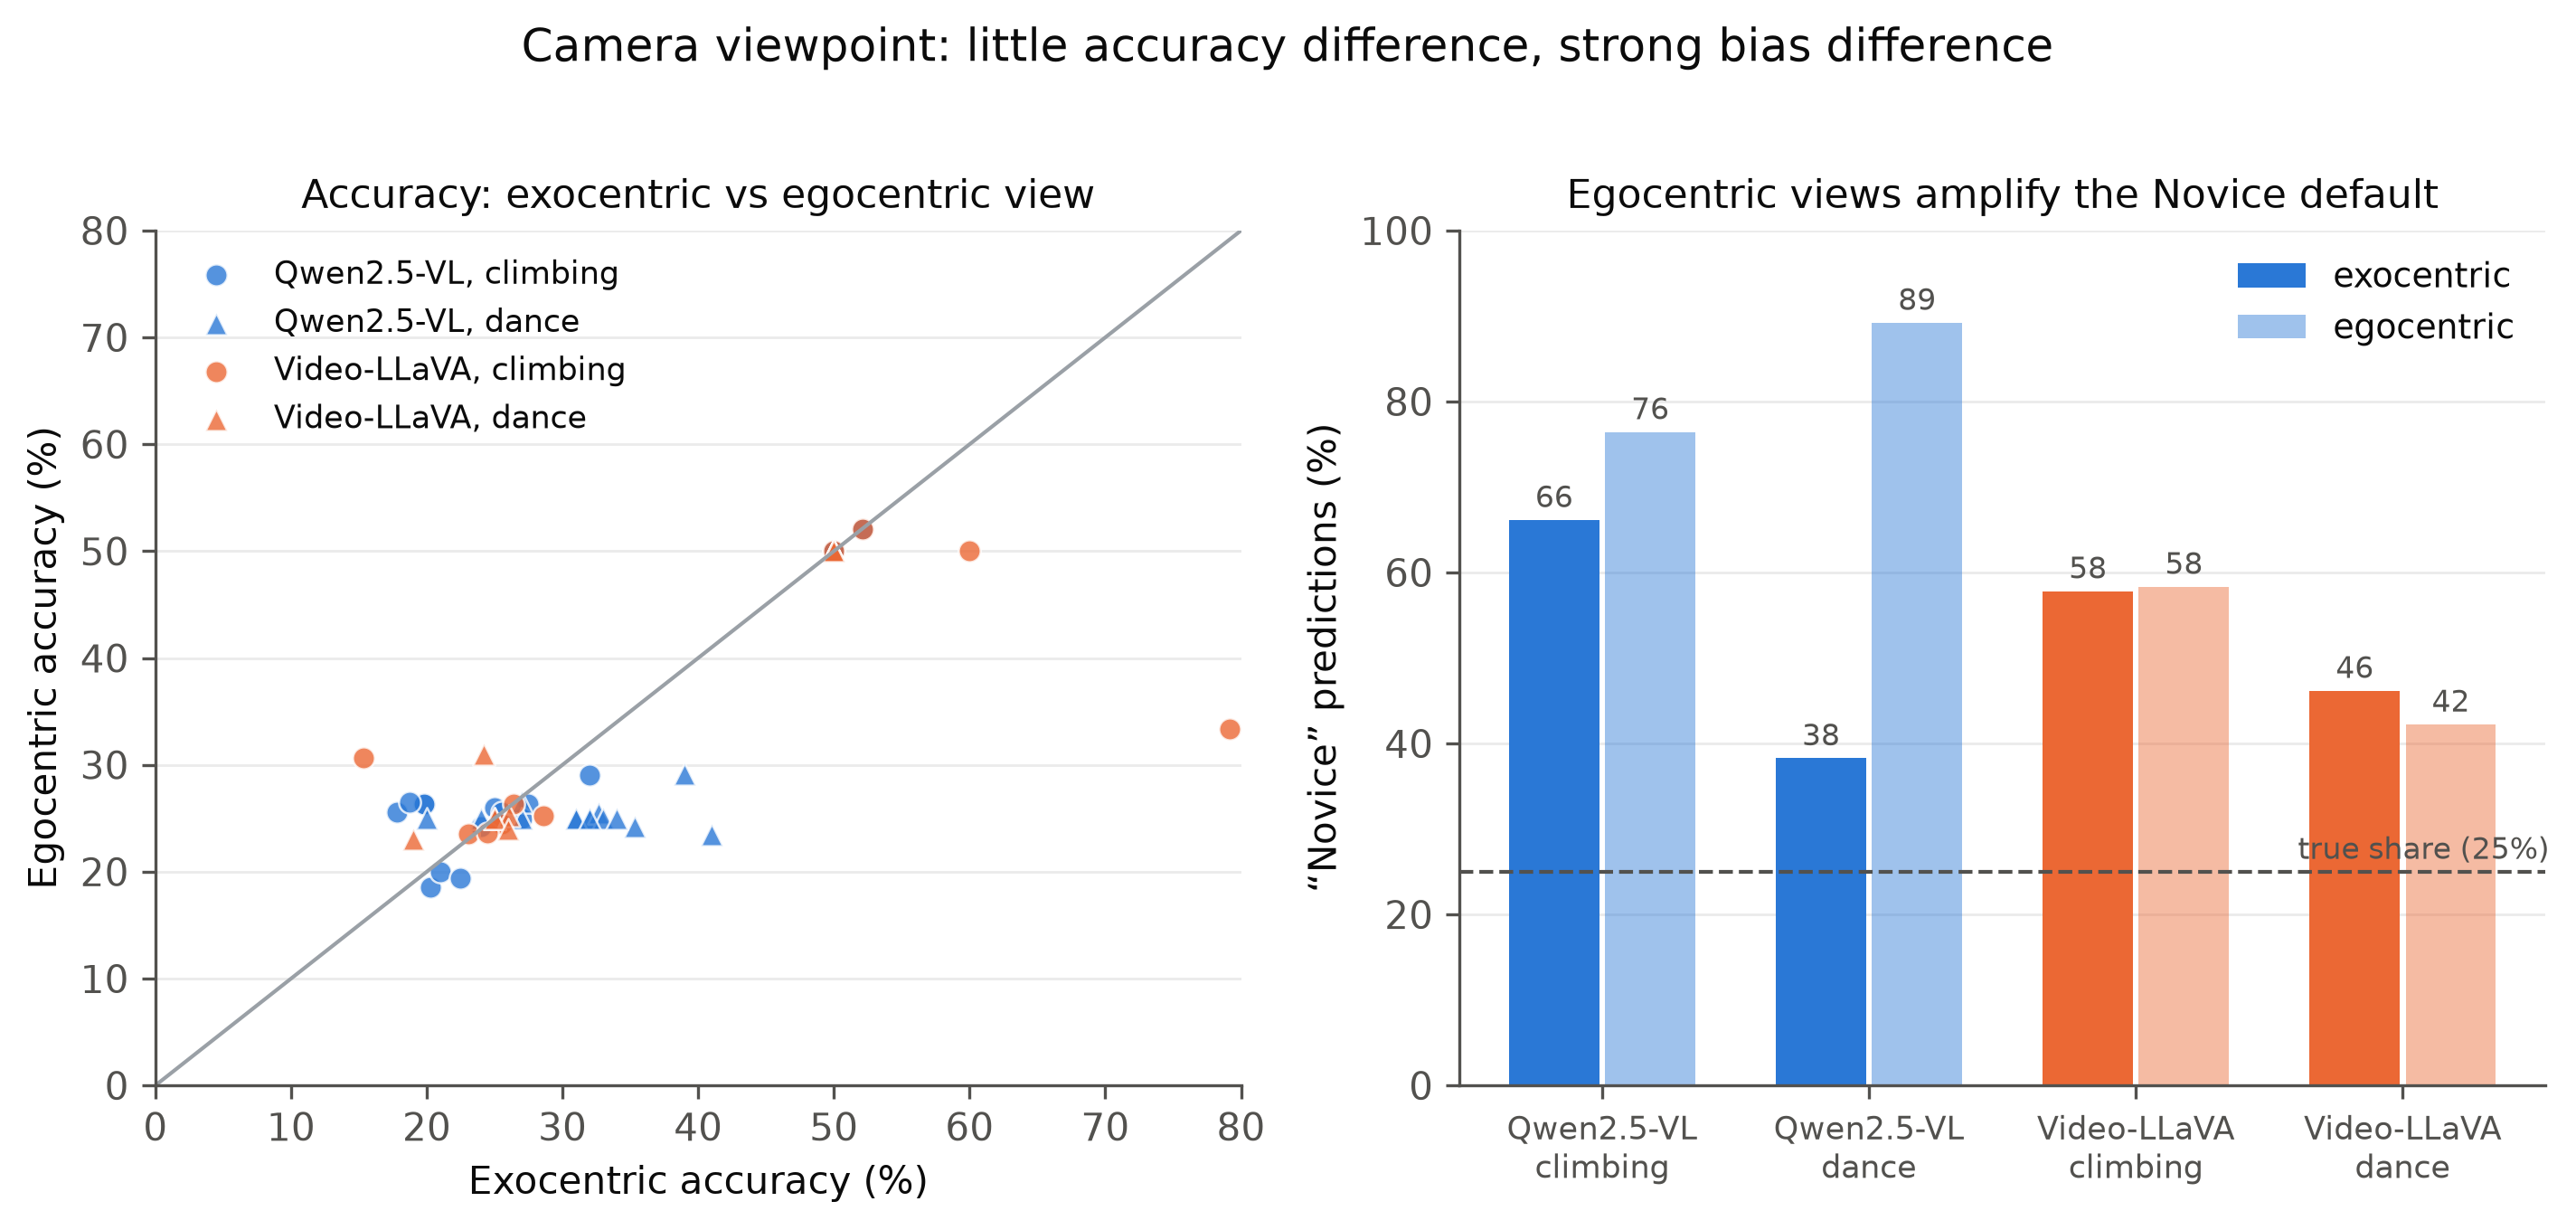 Camera viewpoint: little accuracy difference, strong bias difference
Accuracy: exocentric vs egocentric view
80
70
60
50
40
30
20
10
0
Egocentric accuracy (%)
Qwen2.5-VL, climbing
Qwen2.5-VL, dance
Video-LLaVA, climbing
Video-LLaVA, dance
0 10 20 30 40 50 60 70 80
Exocentric accuracy (%)
Egocentric views amplify the Novice default
100
80
60
40
20
0
“Novice” predictions (%)
exocentric
egocentric
66
76
38
89
58
58
46
42
true share (25%)
Qwen2.5-VL
climbing
Qwen2.5-VL
dance
Video-LLaVA
climbing
Video-LLaVA
dance